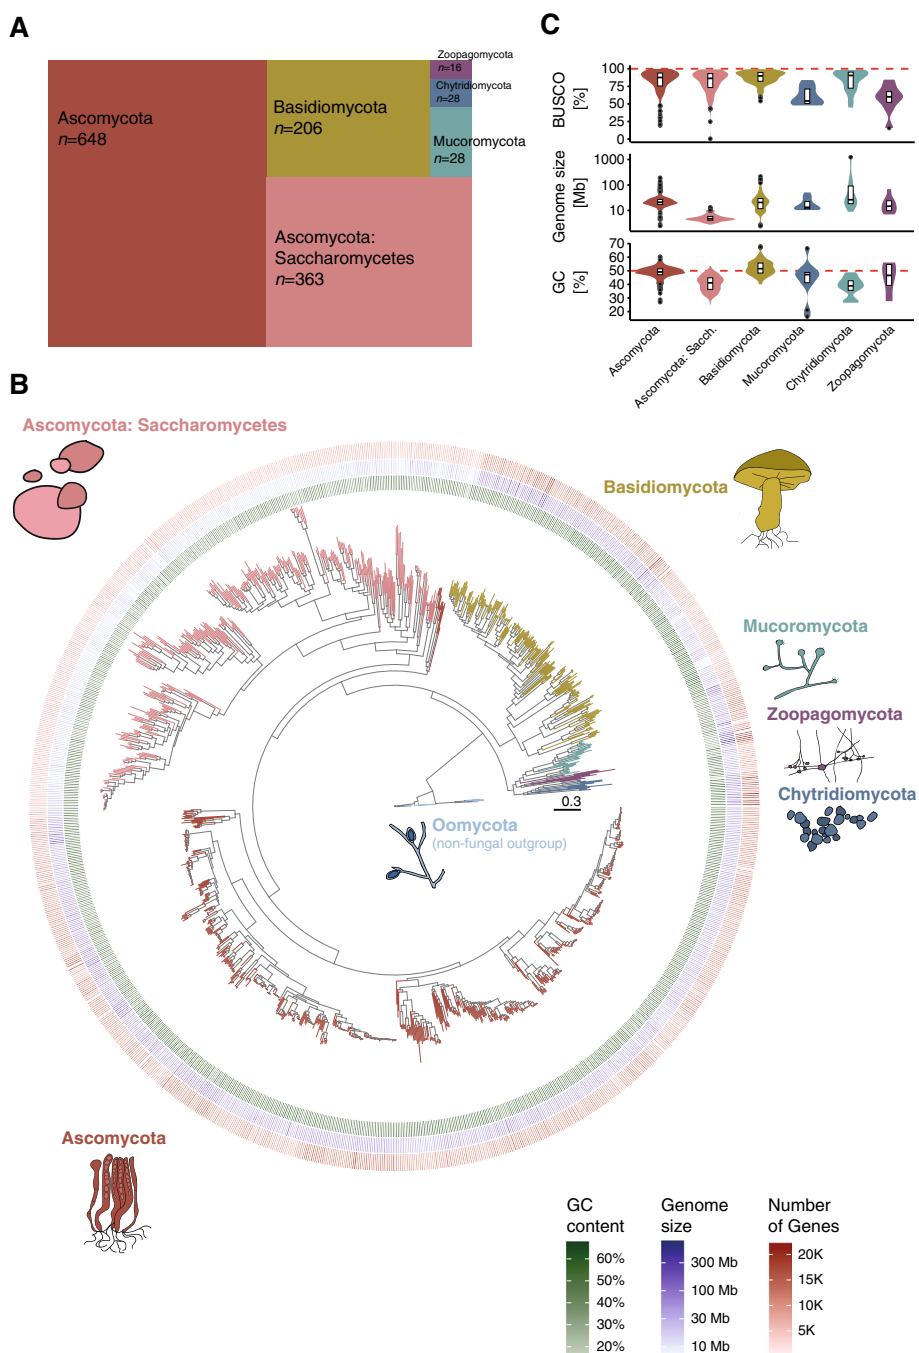 A
Ascomycota
n=648
Basidiomycota
n=206
Zoopagomycota
n=16
Chytridiomycota
n=28
Mucoromycota
n=28
Ascomycota:
Saccharomycetes
n=363
C
BUSCO
[%]
100
75
50
25
0
Genome size
[Mb]
1000
100
10
GC
[%]
70
60
50
40
30
20
Ascomycota
Ascomycota: Sacch.
Basidiomycota
Mucoromycota
Chytridiomycota
Zoopagomycota
B
Ascomycota: Saccharomycetes
Basidiomycota
Mucoromycota
Zoopagomycota
Chytridiomycota
0.3
Oomycota
(non-fungal outgroup)
Ascomycota
GC
content
60%
50%
40%
30%
20%
Genome
size
300 Mb
100 Mb
30 Mb
10 Mb
Number
of Genes
20K
15K
10K
5K